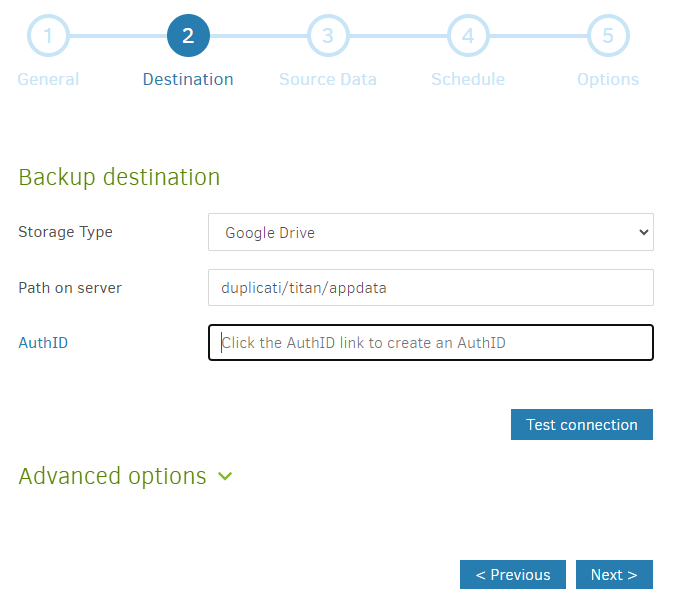 1 2 3 4 5
General Destination Source Data Schedule Options
Backup destination
Storage Type Google Drive
Path on server duplicati/titan/appdata
AuthID Click the AuthID link to create an AuthID
Test connection
Advanced options
< Previous Next >